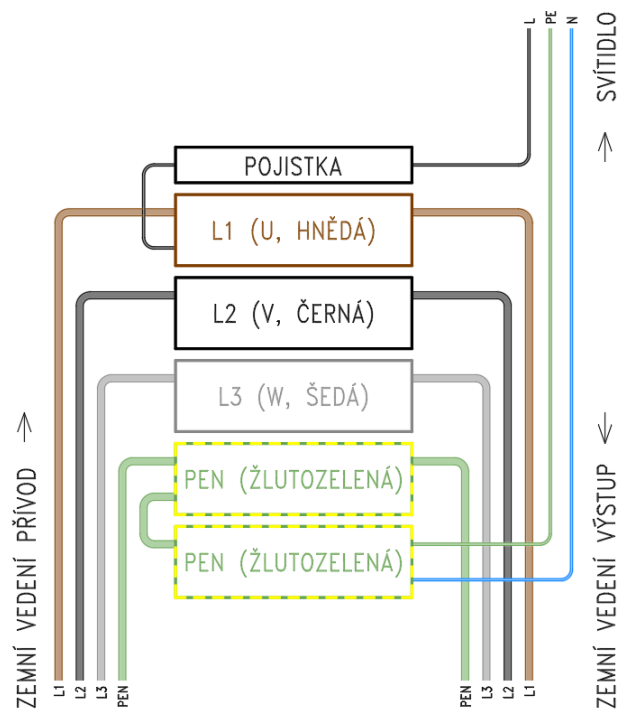 L
PE
N
SVÍTIDLO
POJISTKA
L1 (U, HNĚDÁ)
L2 (V, ČERNÁ)
L3 (W, ŠEDÁ)
PEN (ŽLUTOZELENÁ)
PEN (ŽLUTOZELENÁ)
ZEMNÍ VEDENÍ PŘÍVOD
ZEMNÍ VEDENÍ VÝSTUP
L1
L2
L3
PEN
PEN
L3
L2
L1